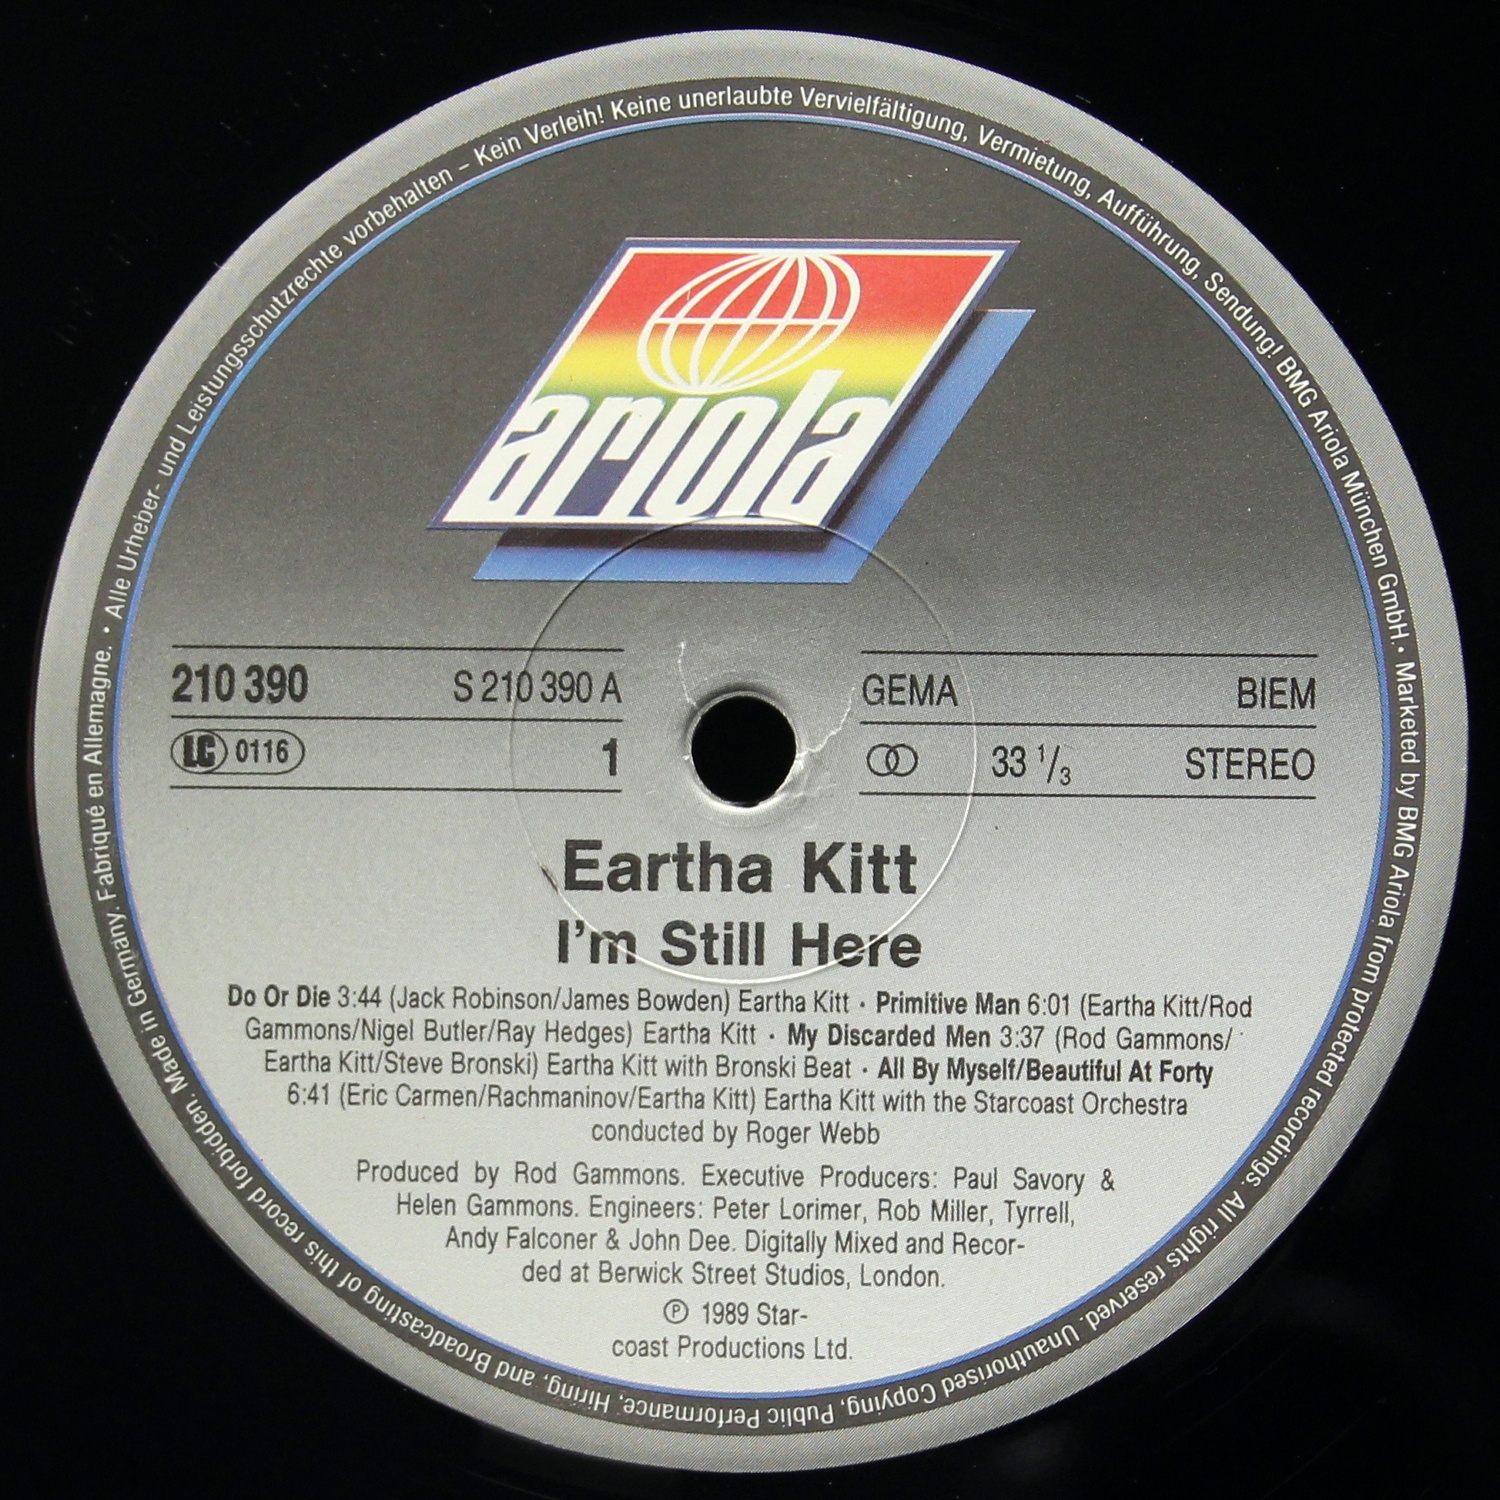 Alle Urheber- und Leistungsschutzrechte vorbehalten – Kein Verleih! Keine unerlaubte Vervielfältigung, Vermietung, Aufführung, Sendung! BMG Ariola München GmbH. • Marketed by BMG Ariola from protected recordings. All rights reserved. Unauthorised Copying, Public Performance, Hiring, and Broadcasting of this record forbidden. Made in Germany. Fabriqué en Allemagne. •
ariola
210 390 S 210 390 A
LC 0116 1
GEMA BIEM
33 1/3 STEREO
Eartha Kitt
I'm Still Here
Do Or Die 3:44 (Jack Robinson/James Bowden) Eartha Kitt · Primitive Man 6:01 (Eartha Kitt/Rod
Gammons/Nigel Butler/Ray Hedges) Eartha Kitt · My Discarded Men 3:37 (Rod Gammons/
Eartha Kitt/Steve Bronski) Eartha Kitt with Bronski Beat · All By Myself/Beautiful At Forty
6:41 (Eric Carmen/Rachmaninov/Eartha Kitt) Eartha Kitt with the Starcoast Orchestra
conducted by Roger Webb
Produced by Rod Gammons. Executive Producers: Paul Savory &
Helen Gammons. Engineers: Peter Lorimer, Rob Miller, Tyrrell,
Andy Falconer & John Dee. Digitally Mixed and Recor-
ded at Berwick Street Studios, London.
℗ 1989 Star-
coast Productions Ltd.